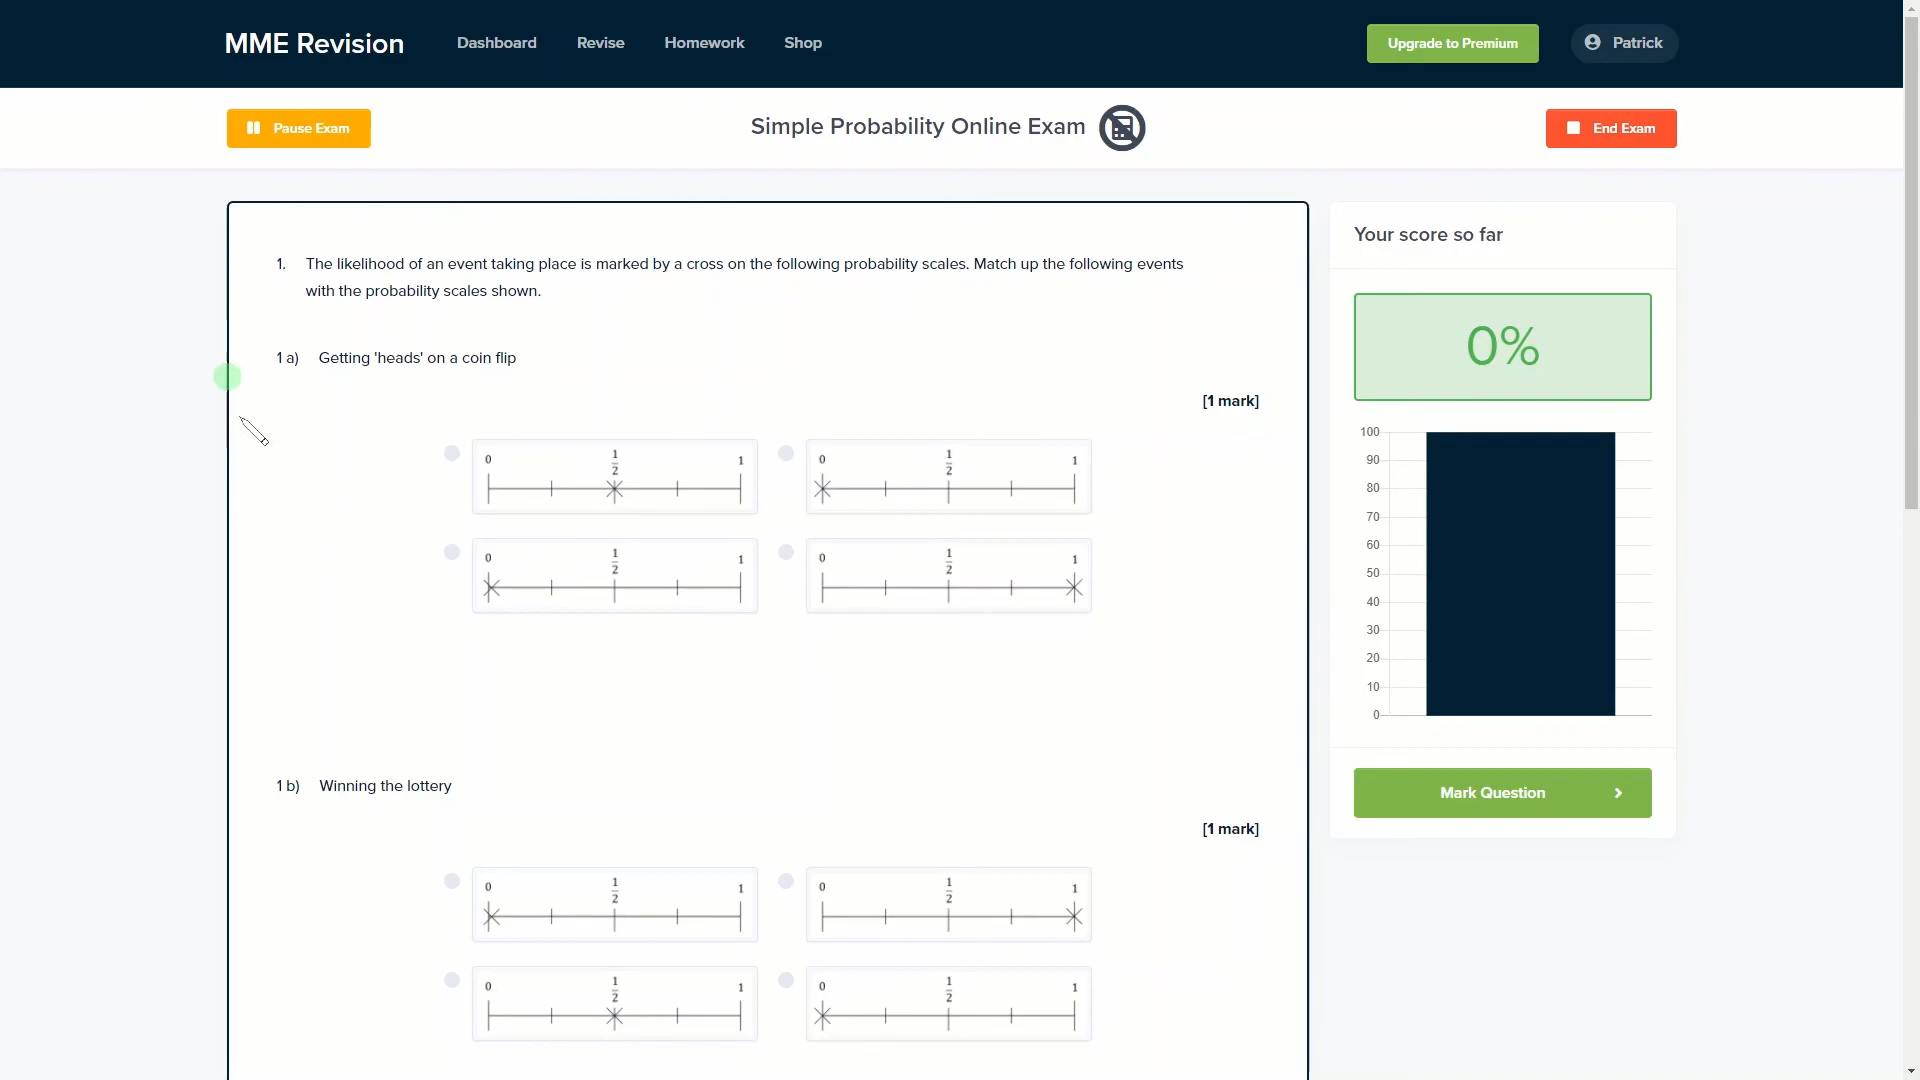 MME Revision
Dashboard
Revise
Homework
Shop
Upgrade to Premium
Patrick
Pause Exam
Simple Probability Online Exam
End Exam
1. The likelihood of an event taking place is marked by a cross on the following probability scales. Match up the following events
with the probability scales shown.
1 a) Getting 'heads' on a coin flip
[1 mark]
0 1/2 1
0 1/2 1
0 1/2 1
0 1/2 1
1 b) Winning the lottery
[1 mark]
0 1/2 1
0 1/2 1
0 1/2 1
0 1/2 1
Your score so far
0%
100
90
80
70
60
50
40
30
20
10
0
Mark Question